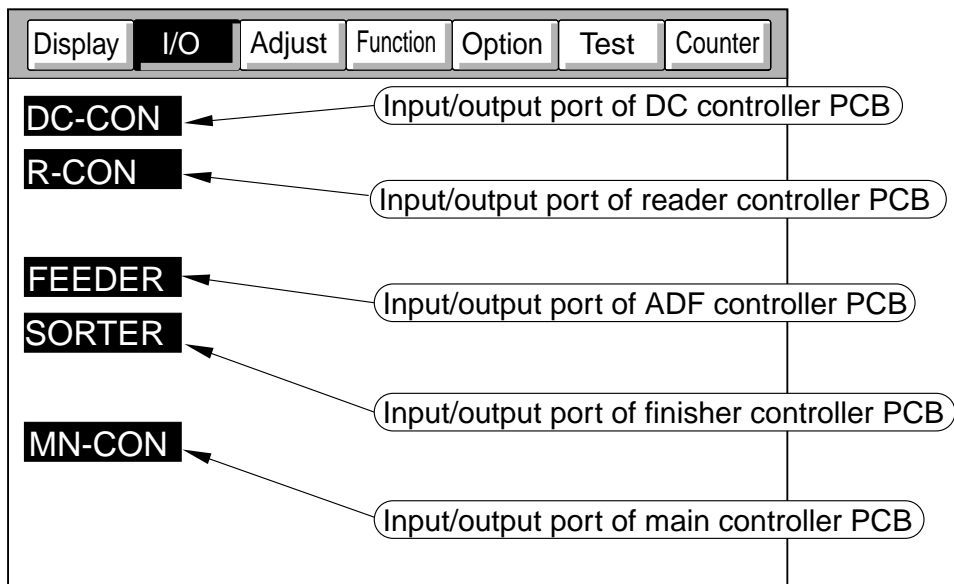 Display I/O Adjust Function Option Test Counter
DC-CON
Input/output port of DC controller PCB
R-CON
Input/output port of reader controller PCB
FEEDER
Input/output port of ADF controller PCB
SORTER
Input/output port of finisher controller PCB
MN-CON
Input/output port of main controller PCB